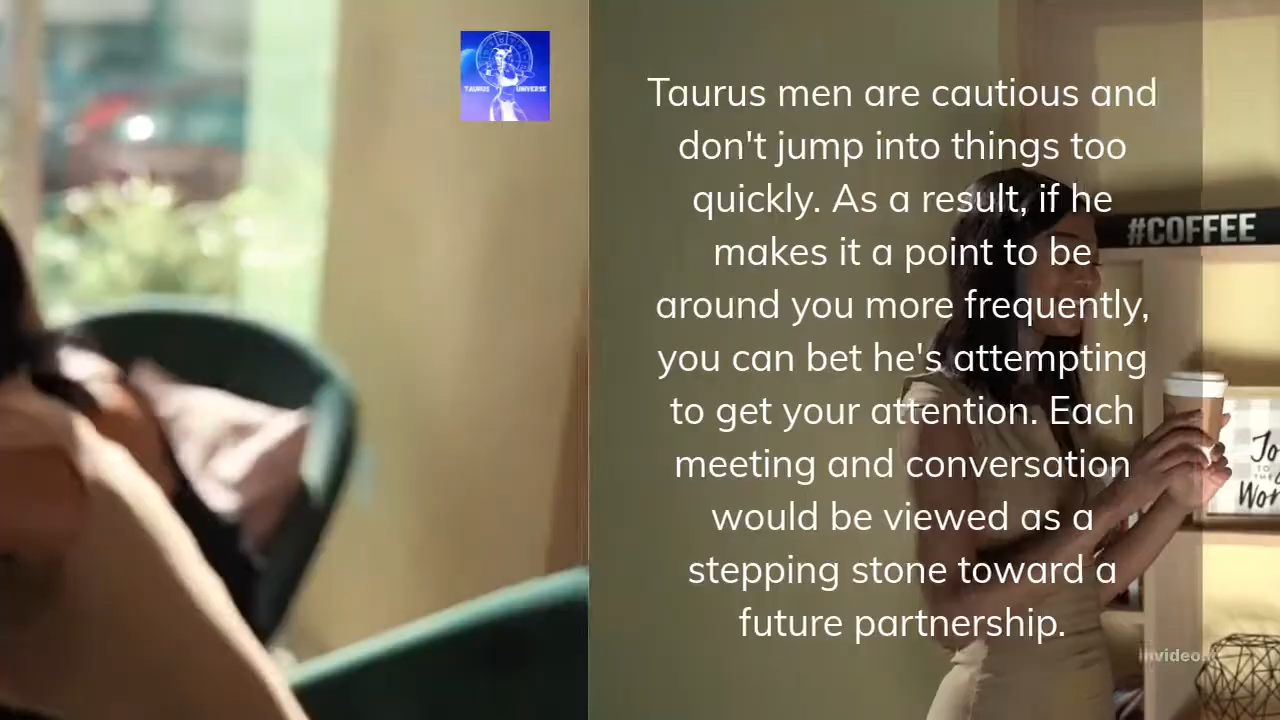 TAURUS UNIVERSE
Taurus men are cautious and
don't jump into things too
quickly. As a result, if he
makes it a point to be
around you more frequently,
you can bet he's attempting
to get your attention. Each
meeting and conversation
would be viewed as a
stepping stone toward a
future partnership.
#COFFEE
TO THE
invideo